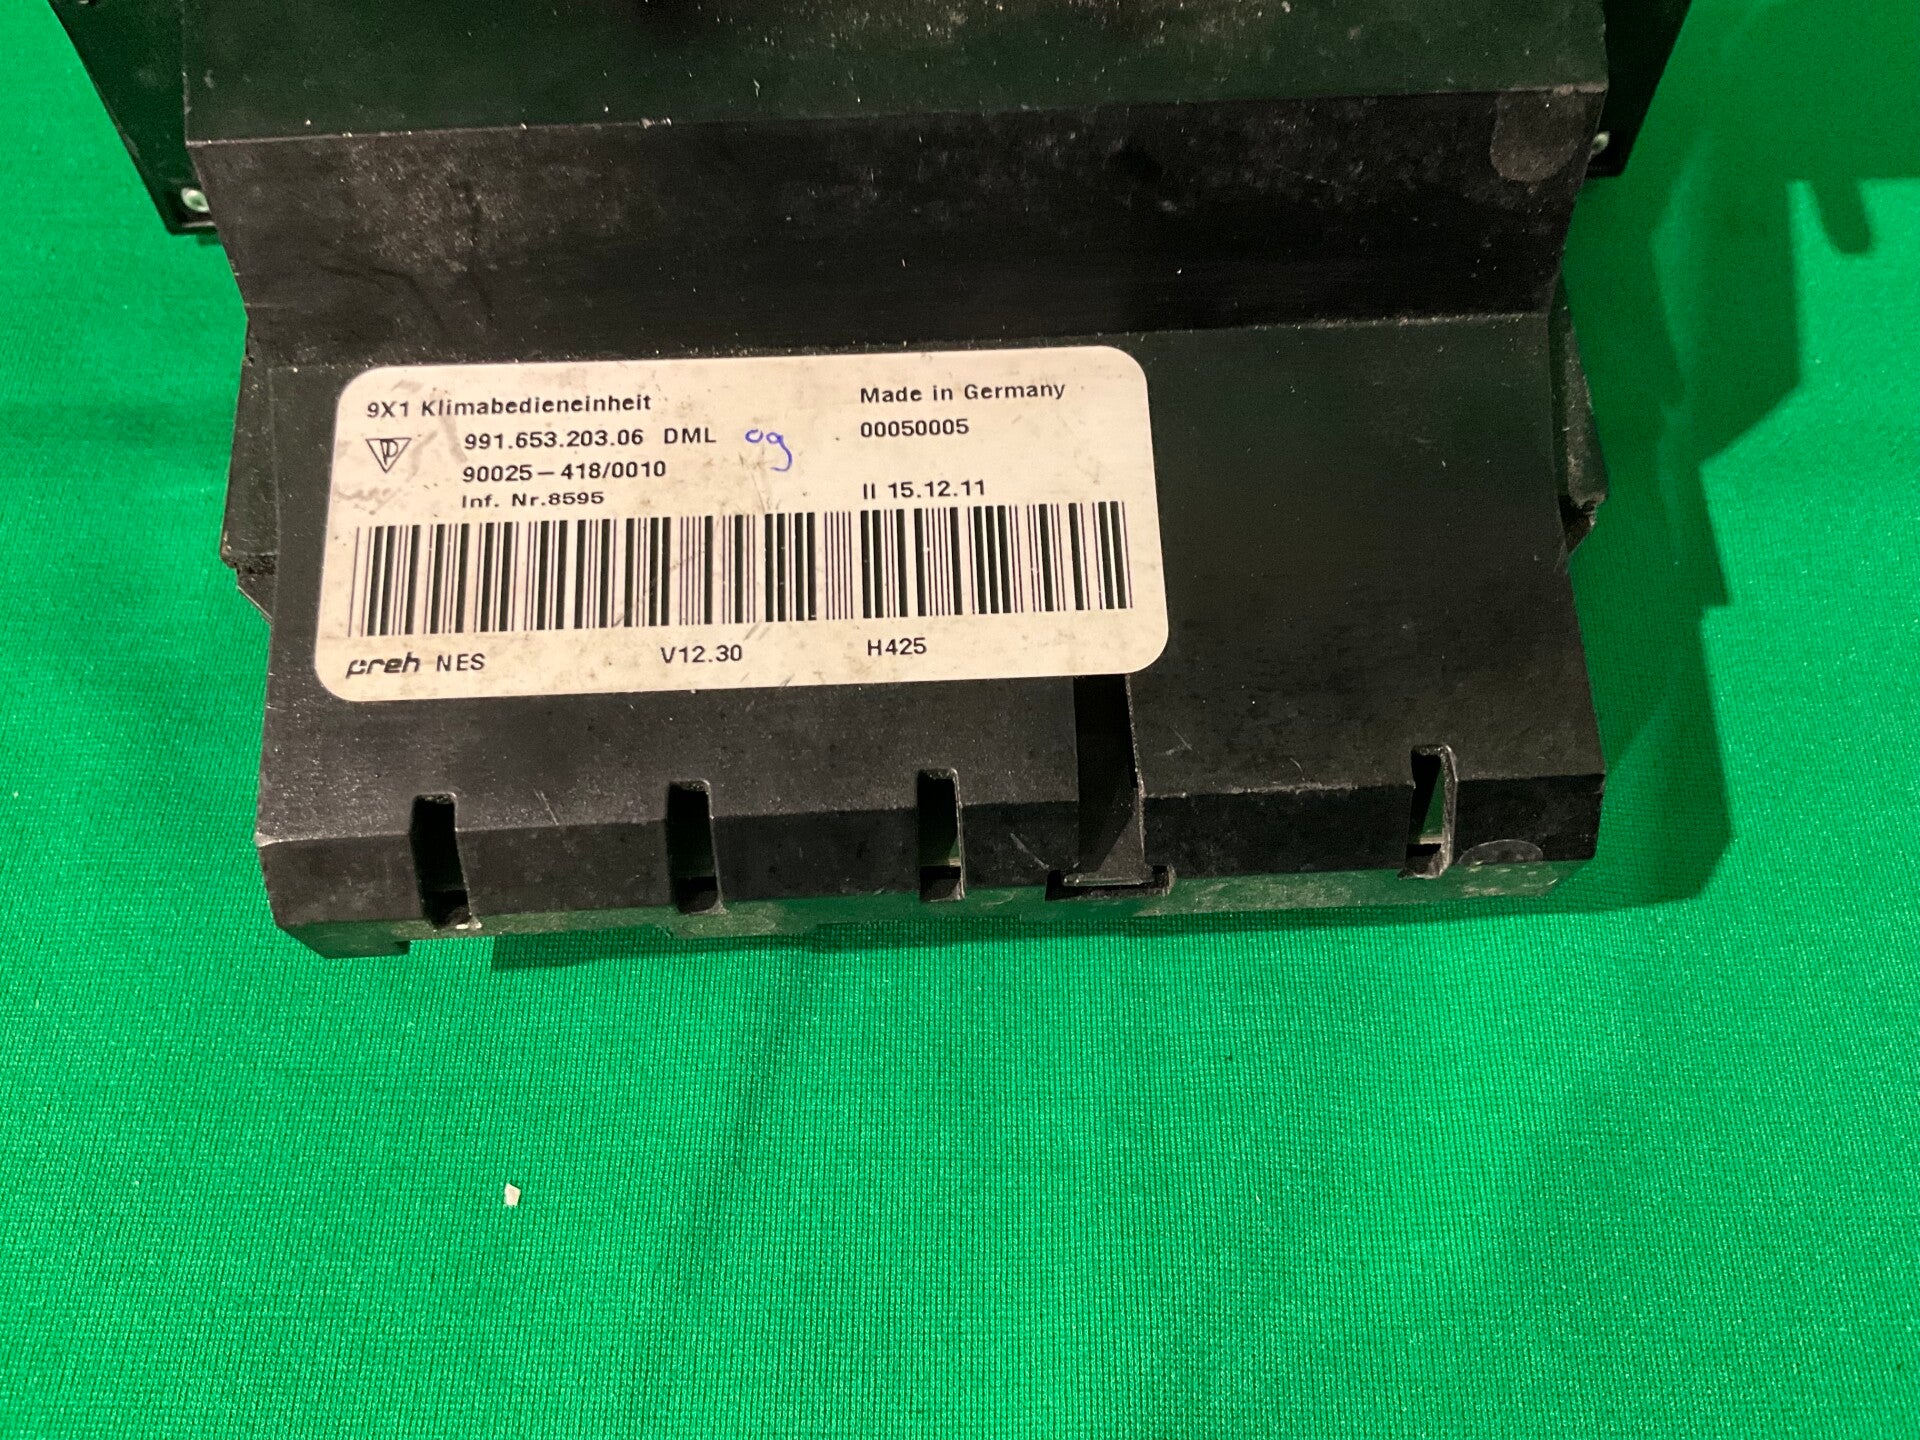 9X1 Klimabedieneinheit
Made in Germany
991.653.203.06 DML og
00050005
90025-418/0010
Inf. Nr.8595
II 15.12.11
preh NES
V12.30
H425